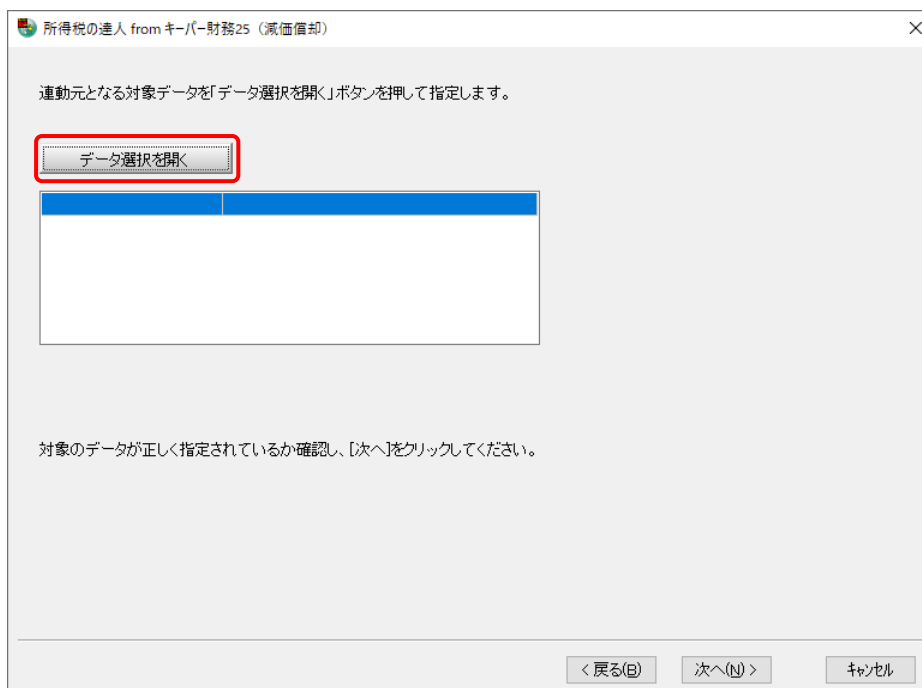 所得税の達人 from キーパー財務25（減価償却）
連動元となる対象データを「データ選択を開く」ボタンを押して指定します。
データ選択を開く
対象のデータが正しく指定されているか確認し、[次へ]をクリックしてください。
< 戻る(B)
次へ(N) >
キャンセル